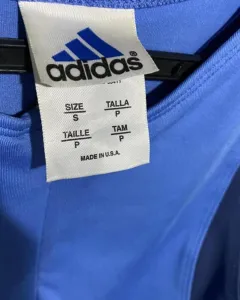 adidas®
SIZE TALLA
S P
TAILLE TAM
P P
MADE IN U.S.A.